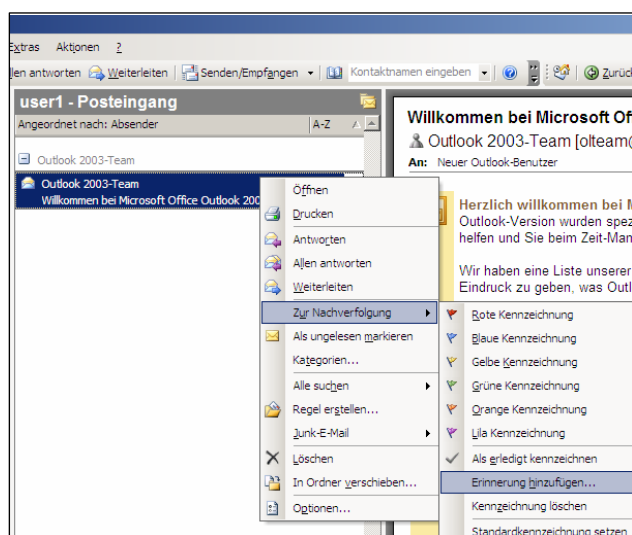 Extras Aktionen ?
len antworten Weiterleiten Senden/Empfangen Kontaktnamen eingeben Zurück
user1 - Posteingang
Angeordnet nach: Absender A-Z
Outlook 2003-Team
Outlook 2003-Team
Willkommen bei Microsoft Office Outlook 200
Willkommen bei Microsoft Of
Outlook 2003-Team [olteam@
An: Neuer Outlook-Benutzer
Herzlich willkommen bei M
Outlook-Version wurden spez
helfen und Sie beim Zeit-Man
Wir haben eine Liste unserer
Eindruck zu geben, was Outl
Öffnen
Drucken
Antworten
Allen antworten
Weiterleiten
Zur Nachverfolgung
Als ungelesen markieren
Kategorien...
Alle suchen
Regel erstellen...
Junk-E-Mail
Löschen
In Ordner verschieben...
Optionen...
Rote Kennzeichnung
Blaue Kennzeichnung
Gelbe Kennzeichnung
Grüne Kennzeichnung
Orange Kennzeichnung
Lila Kennzeichnung
Als erledigt kennzeichnen
Erinnerung hinzufügen...
Kennzeichnung löschen
Standardkennzeichnung setzen